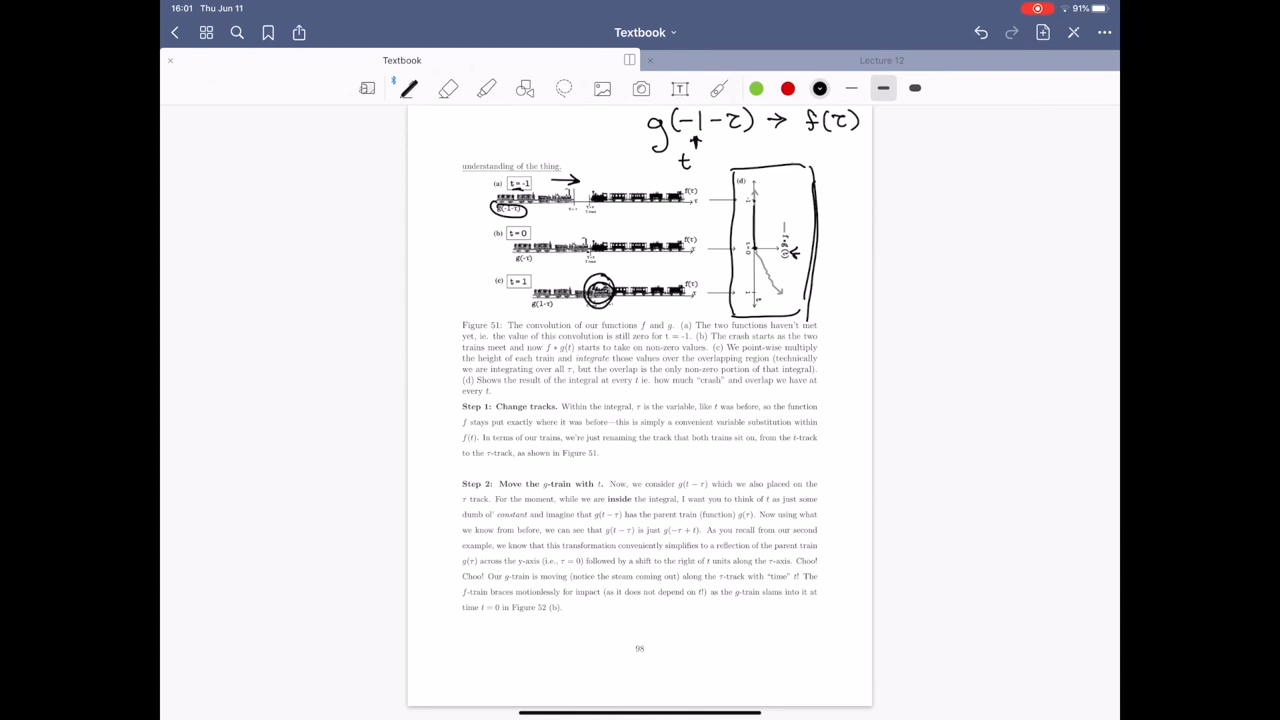 16:01 Thu Jun 11
91%
Textbook
Textbook
Lecture 12
T
g(-1-τ) → f(τ)
t
understanding of the thing.
(a) t = -1
f(τ)
τ
g(-1-τ)
(b) t = 0
f(τ)
g(-τ)
(c) t = 1
f(τ)
τ
g(1-τ)
(d)
Figure 51: The convolution of our functions f and g. (a) The two functions haven't met
yet, ie. the value of this convolution is still zero for t = -1. (b) The crash starts as the two
trains meet and now f * g(t) starts to take on non-zero values. (c) We point-wise multiply
the height of each train and integrate those values over the overlapping region (technically
we are integrating over all τ, but the overlap is the only non-zero portion of that integral).
(d) Shows the result of the integral at every t ie. how much "crash" and overlap we have at
every t.
Step 1: Change tracks. Within the integral, τ is the variable, like t was before, so the function
f stays put exactly where it was before—this is simply a convenient variable substitution within
f(t). In terms of our trains, we're just renaming the track that both trains sit on, from the t-track
to the τ-track, as shown in Figure 51.
Step 2: Move the g-train with t. Now, we consider g(t − τ) which we also placed on the
τ track. For the moment, while we are inside the integral, I want you to think of t as just some
dumb ol' constant and imagine that g(t − τ) has the parent train (function) g(τ). Now using what
we know from before, we can see that g(t − τ) is just g(−τ + t). As you recall from our second
example, we know that this transformation conveniently simplifies to a reflection of the parent train
g(τ) across the y-axis (i.e., τ = 0) followed by a shift to the right of t units along the τ-axis. Choo!
Choo! Our g-train is moving (notice the steam coming out) along the τ-track with "time" t! The
f-train braces motionlessly for impact (as it does not depend on t!) as the g-train slams into it at
time t = 0 in Figure 52 (b).
98